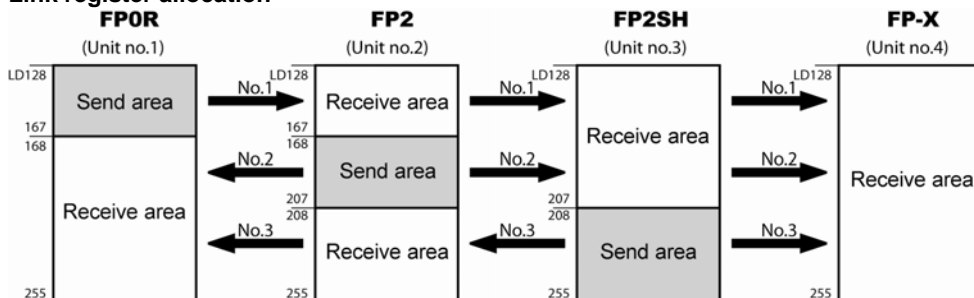 Link register allocation
FP0R
(Unit no.1)
FP2
(Unit no.2)
FP2SH
(Unit no.3)
FP-X
(Unit no.4)
LD128
Send area
167
168
Receive area
255
No.1
No.2
No.3
LD128
Receive area
167
168
Send area
207
208
Receive area
255
No.1
No.2
No.3
LD128
Receive area
207
208
Send area
255
No.1
No.2
No.3
LD128
Receive area
255